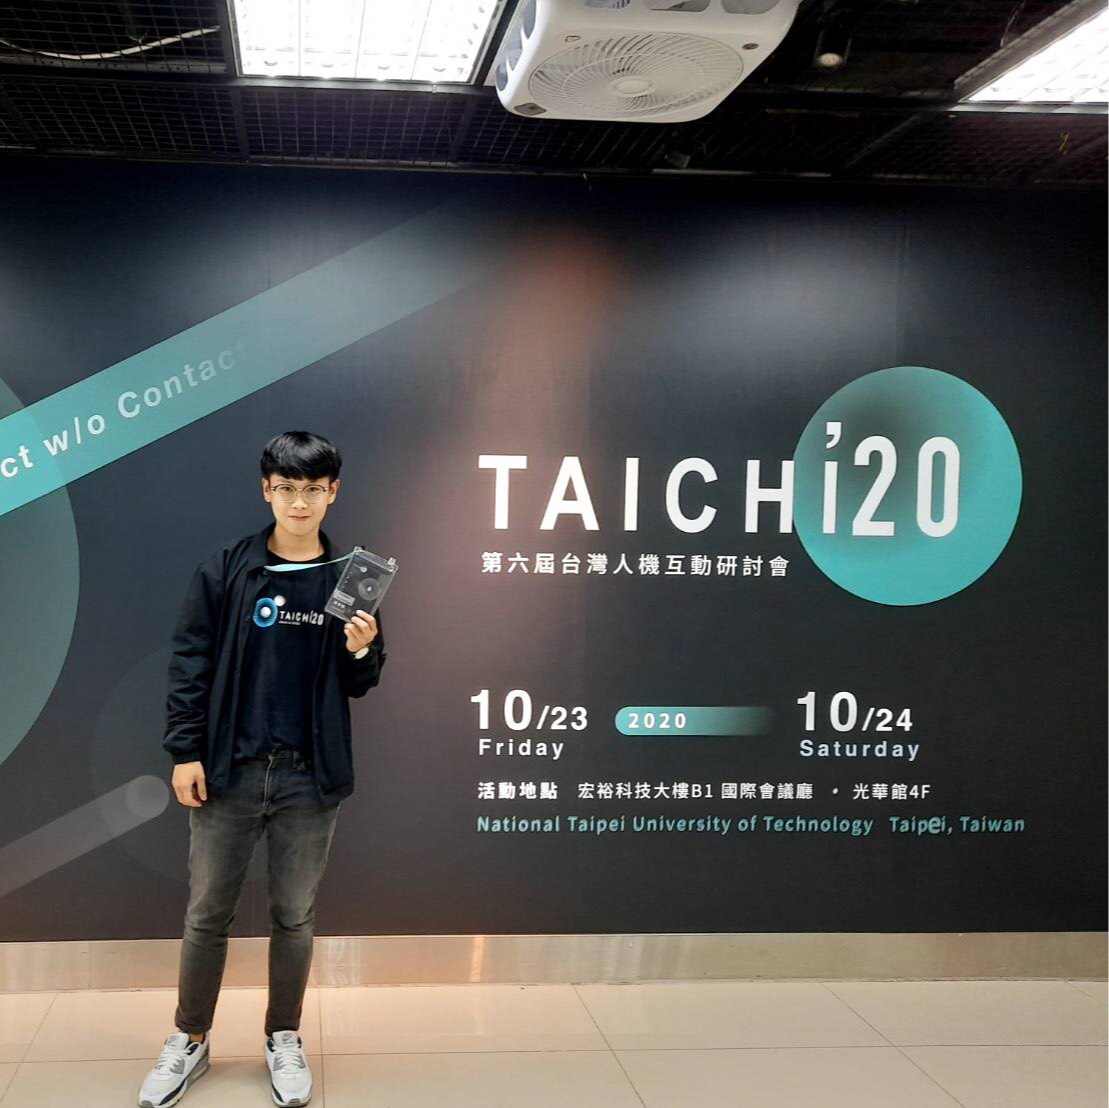 ct w/o Contact
TAICHI'20
第六屆台灣人機互動研討會
10/23 2020 10/24
Friday Saturday
活動地點 宏裕科技大樓B1 國際會議廳 · 光華館4F
National Taipei University of Technology Taipei, Taiwan
TAICHI'20